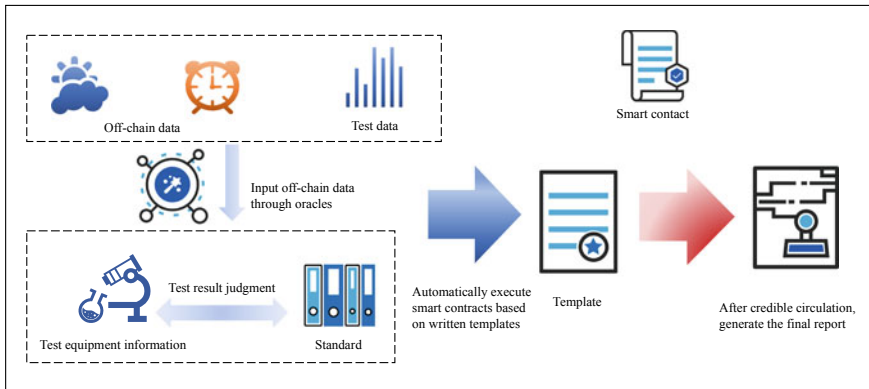 Off-chain data
Test data
Smart contact
Input off-chain data
through oracles
Test result judgment
Test equipment information
Standard
Automatically execute
smart contracts based
on written templates
Template
After credible circulation,
generate the final report